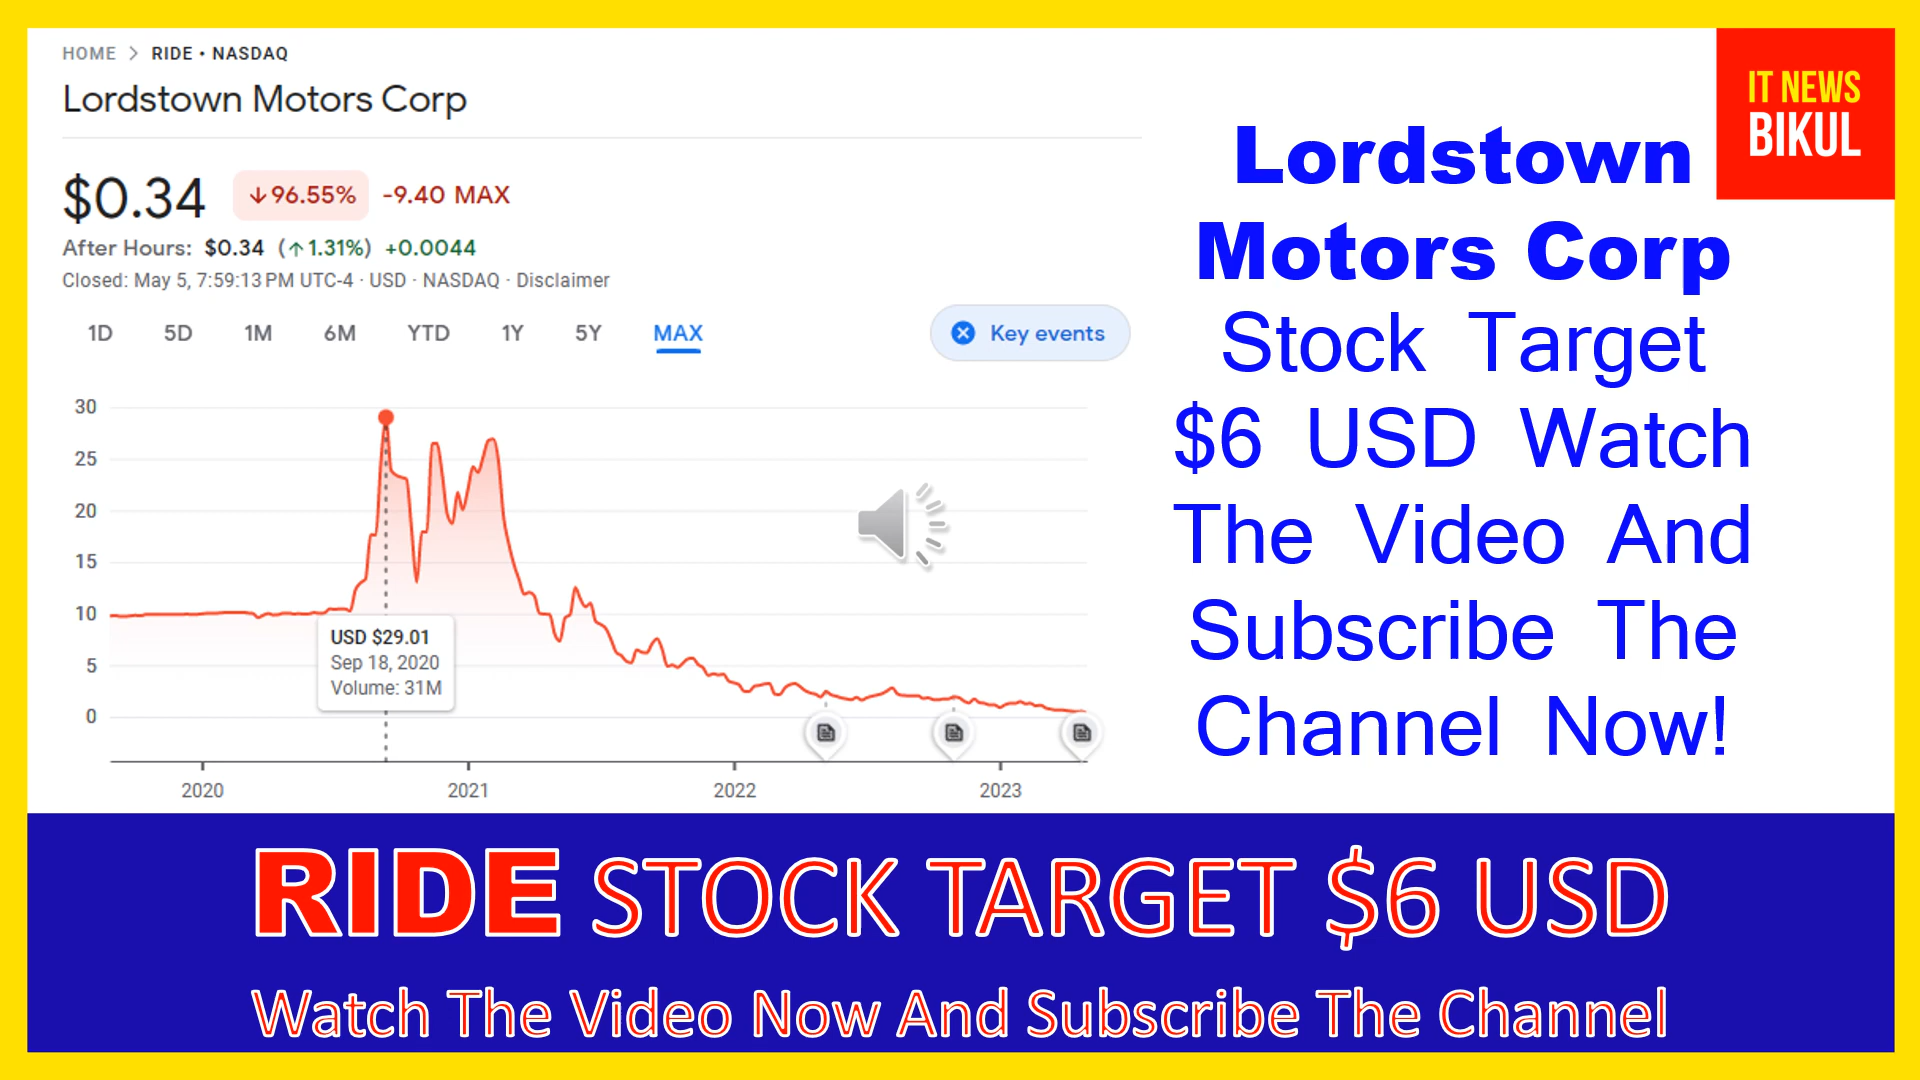 HOME > RIDE • NASDAQ
Lordstown Motors Corp
$0.34 ↓96.55% -9.40 MAX
After Hours: $0.34 (↑1.31%) +0.0044
Closed: May 5, 7:59:13 PM UTC-4 · USD · NASDAQ · Disclaimer
1D 5D 1M 6M YTD 1Y 5Y MAX
Key events
30
25
20
15
10
5
0
USD $29.01
Sep 18, 2020
Volume: 31M
2020 2021 2022 2023
IT NEWS
BIKUL
Lordstown
Motors Corp
Stock Target
$6 USD Watch
The Video And
Subscribe The
Channel Now!
RIDE STOCK TARGET $6 USD
Watch The Video Now And Subscribe The Channel